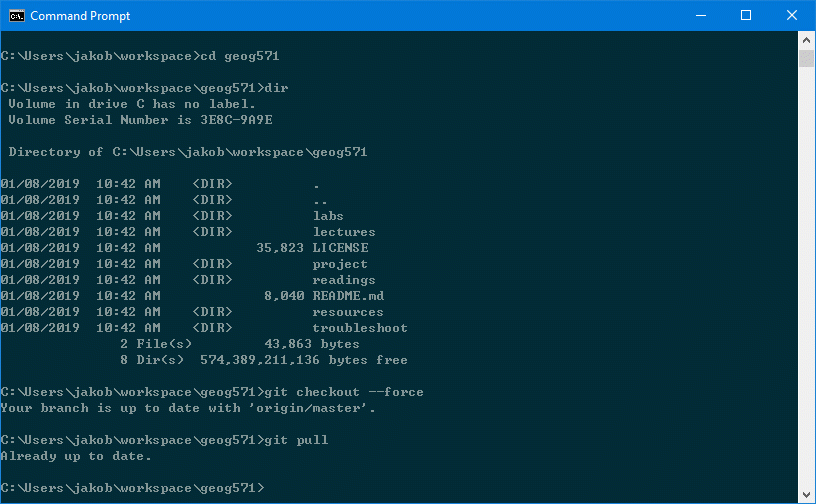 Command Prompt
C:\Users\jakob\workspace>cd geog571
C:\Users\jakob\workspace\geog571>dir
 Volume in drive C has no label.
 Volume Serial Number is 3E8C-9A9E
 Directory of C:\Users\jakob\workspace\geog571
01/08/2019  10:42 AM    <DIR>          .
01/08/2019  10:42 AM    <DIR>          ..
01/08/2019  10:42 AM    <DIR>          labs
01/08/2019  10:42 AM    <DIR>          lectures
01/08/2019  10:42 AM            35,823 LICENSE
01/08/2019  10:42 AM    <DIR>          project
01/08/2019  10:42 AM    <DIR>          readings
01/08/2019  10:42 AM             8,040 README.md
01/08/2019  10:42 AM    <DIR>          resources
01/08/2019  10:42 AM    <DIR>          troubleshoot
               2 File(s)         43,863 bytes
               8 Dir(s)  574,389,211,136 bytes free
C:\Users\jakob\workspace\geog571>git checkout --force
Your branch is up to date with 'origin/master'.
C:\Users\jakob\workspace\geog571>git pull
Already up to date.
C:\Users\jakob\workspace\geog571>